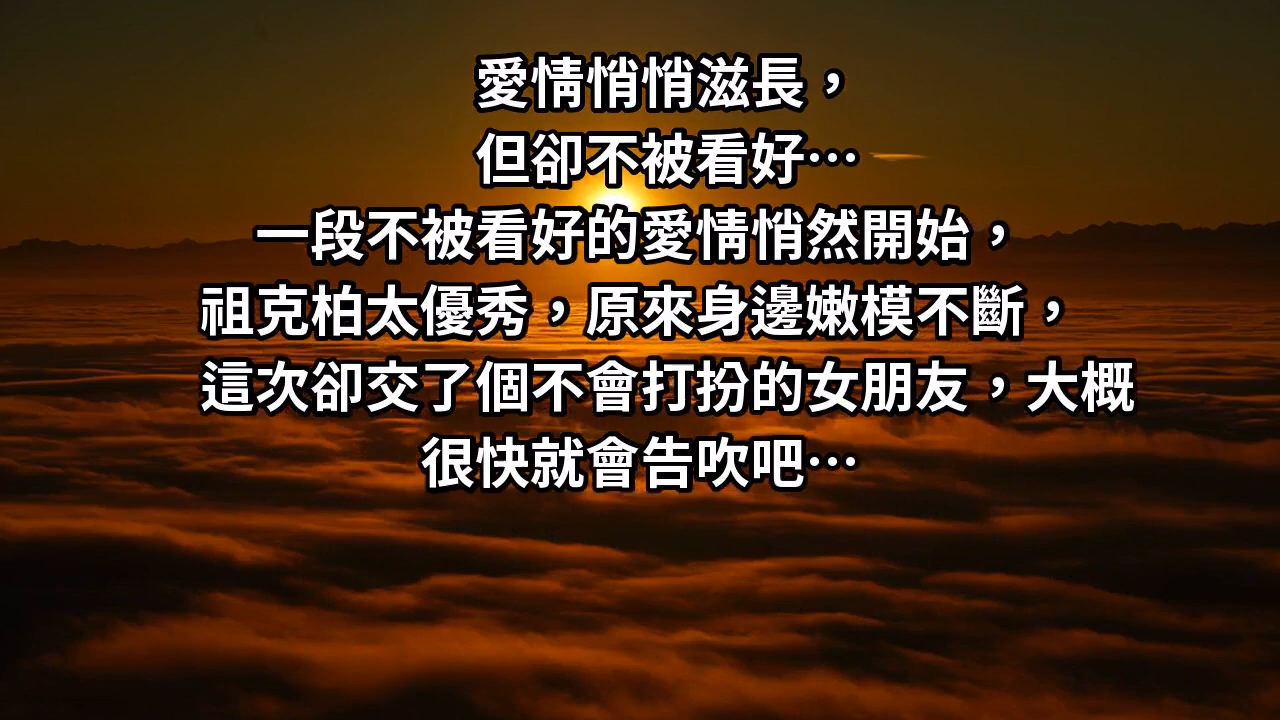 愛情悄悄滋長，
但卻不被看好…
一段不被看好的愛情悄然開始，
祖克柏太優秀，原來身邊嫩模不斷，
這次卻交了個不會打扮的女朋友，大概
很快就會告吹吧…